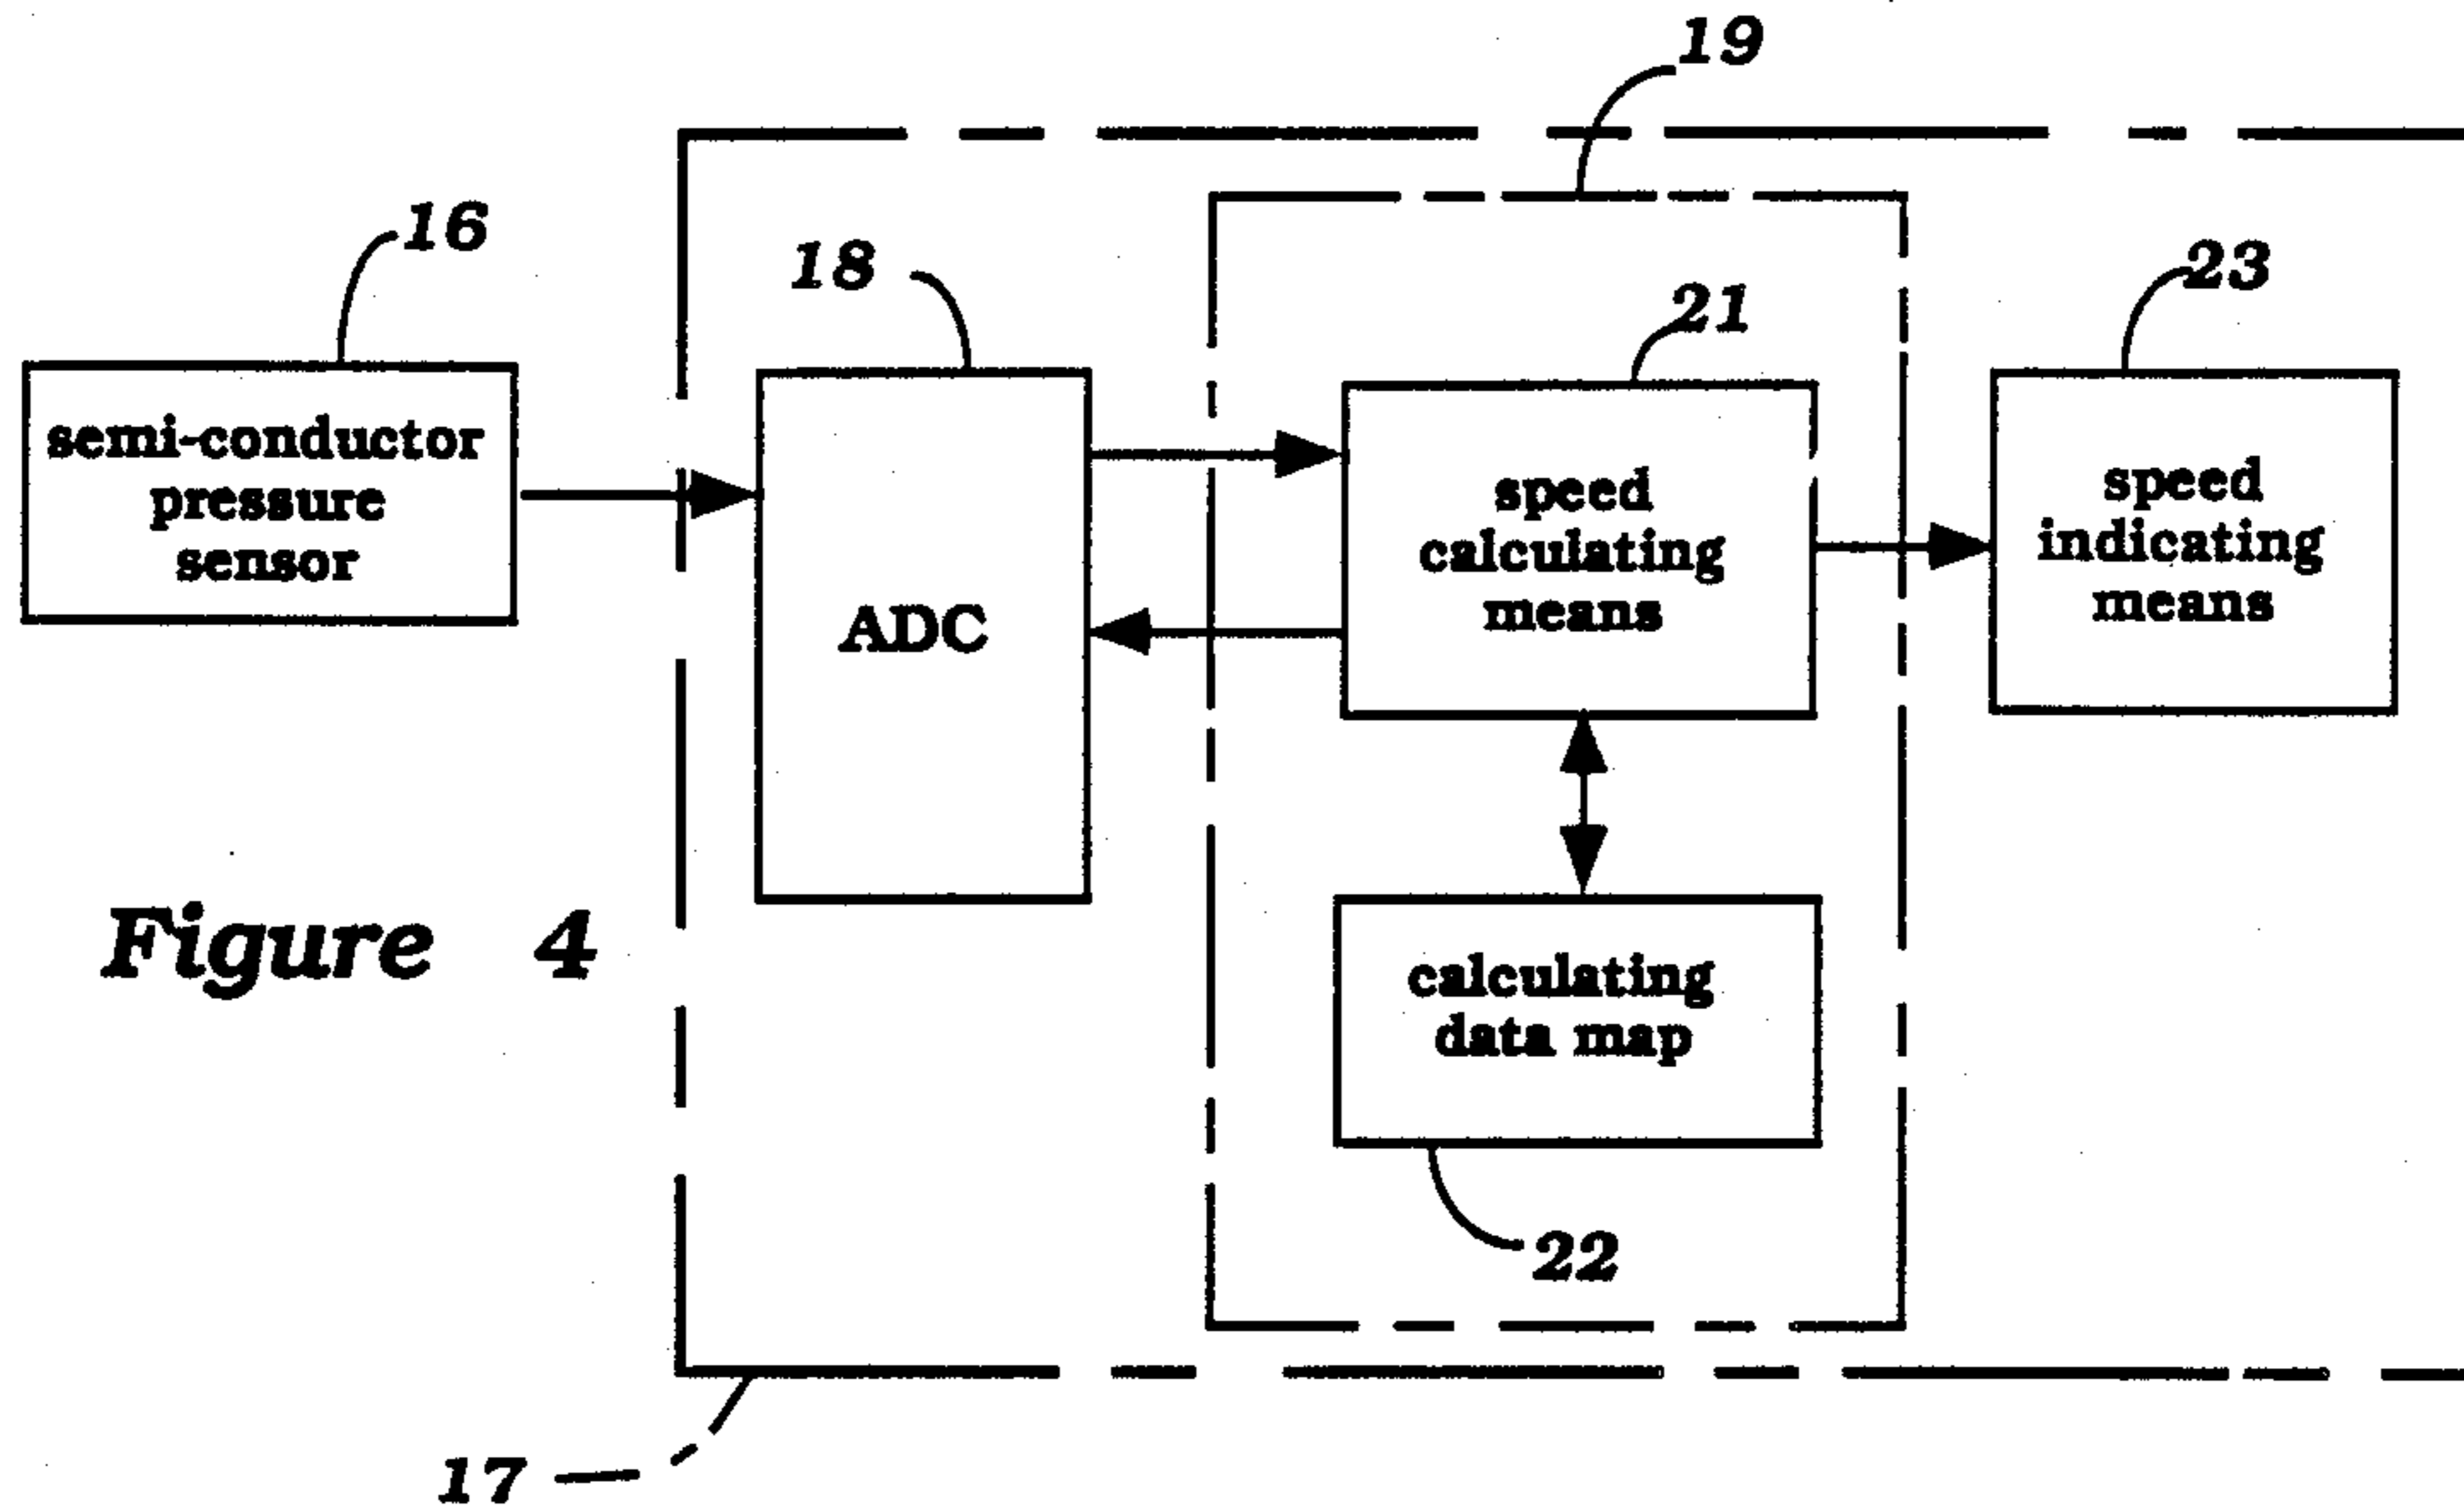 19
16
18
23
21
semi-conductor
pressure
sensor
ADC
speed
calculating
means
speed
indicating
means
calculating
data map
22
Figure 4
17